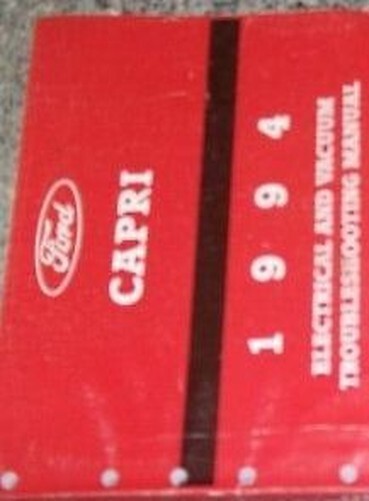 Ford
CAPRI
1994
ELECTRICAL AND VACUUM
TROUBLESHOOTING MANUAL